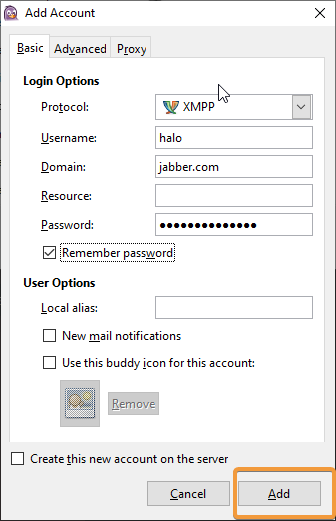 Add Account
Basic Advanced Proxy
Login Options
Protocol: XMPP
Username: halo
Domain: jabber.com
Resource:
Password: ●●●●●●●●●●●●●●
Remember password
User Options
Local alias:
New mail notifications
Use this buddy icon for this account:
Remove
Create this new account on the server
Cancel Add